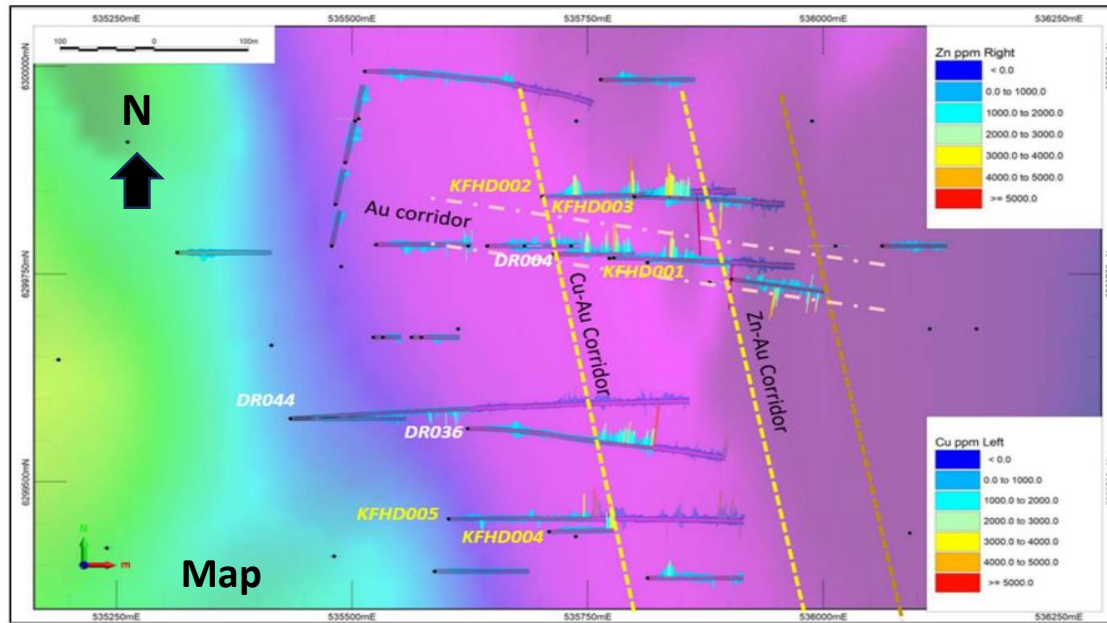 535250mE 535500mE 535750mE 536000mE 536250mE
100 0 100m
Zn ppm Right
< 0.0
0.0 to 1000.0
1000.0 to 2000.0
2000.0 to 3000.0
3000.0 to 4000.0
4000.0 to 5000.0
>= 5000.0
N
KFHD002
KFHD003
Au corridor
DR004
KFHD001
6299750mN
6299750mN
Cu-Au Corridor
Zn-Au Corridor
DR044
DR036
6299500mN
KFHD005
KFHD004
Cu ppm Left
< 0.0
0.0 to 1000.0
1000.0 to 2000.0
2000.0 to 3000.0
3000.0 to 4000.0
4000.0 to 5000.0
>= 5000.0
N
Map
535250mE 535500mE 535750mE 536000mE 536250mE